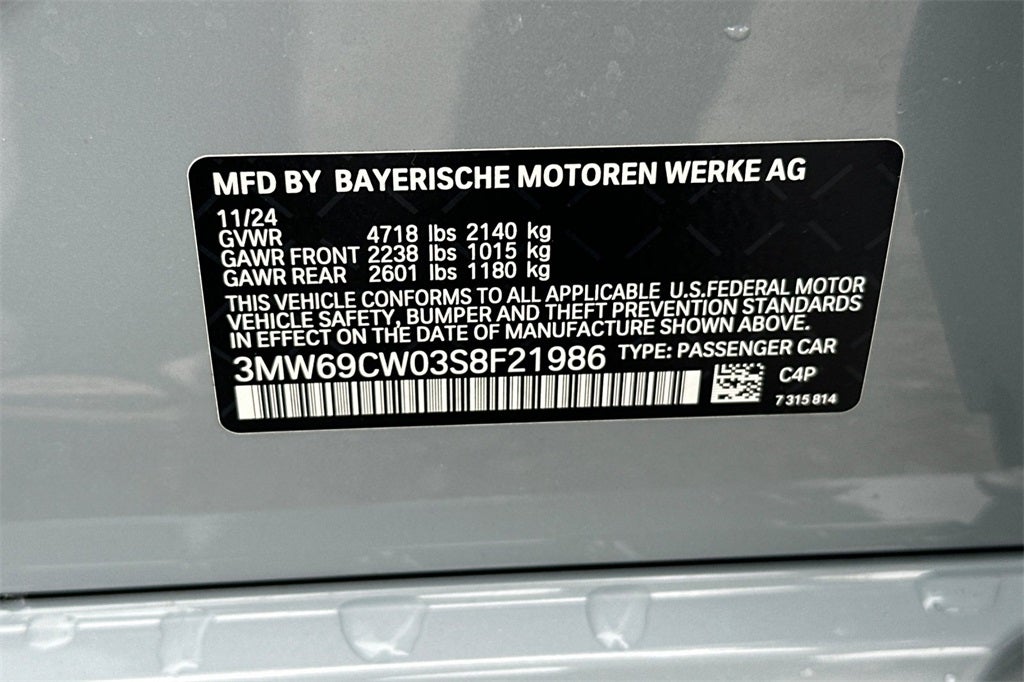 MFD BY BAYERISCHE MOTOREN WERKE AG
11/24
GVWR 4718 lbs 2140 kg
GAWR FRONT 2238 lbs 1015 kg
GAWR REAR 2601 lbs 1180 kg
THIS VEHICLE CONFORMS TO ALL APPLICABLE U.S.FEDERAL MOTOR
VEHICLE SAFETY, BUMPER AND THEFT PREVENTION STANDARDS
IN EFFECT ON THE DATE OF MANUFACTURE SHOWN ABOVE.
3MW69CW03S8F21986 TYPE: PASSENGER CAR
C4P
7 315 814